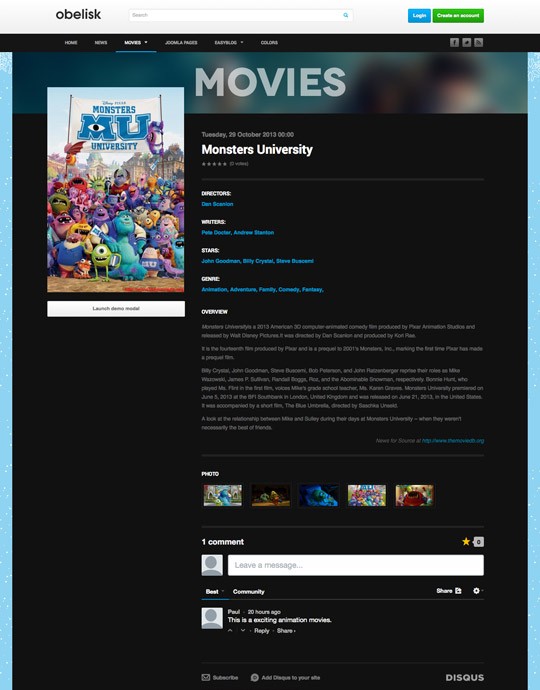 obelisk
Search
Login
Create an account
HOME NEWS MOVIES JOOMLA PAGES EASYBLOG COLORS
MOVIES
Disney PIXAR
MONSTERS
MU
UNIVERSITY
Launch demo modal
Tuesday, 29 October 2013 00:00
Monsters University
(0 votes)
DIRECTORS:
Dan Scanlon
WRITERS:
Pete Docter, Andrew Stanton
STARS:
John Goodman, Billy Crystal, Steve Buscemi
GENRE:
Animation, Adventure, Family, Comedy, Fantasy,
OVERVIEW
Monsters University is a 2013 American 3D computer-animated comedy film produced by Pixar Animation Studios and
released by Walt Disney Pictures.It was directed by Dan Scanlon and produced by Kori Rae.
It is the fourteenth film produced by Pixar and is a prequel to 2001's Monsters, Inc., marking the first time Pixar has made
a prequel film.
Billy Crystal, John Goodman, Steve Buscemi, Bob Peterson, and John Ratzenberger reprise their roles as Mike
Wazowski, James P. Sullivan, Randall Boggs, Roz, and the Abominable Snowman, respectively. Bonnie Hunt, who
played Ms. Flint in the first film, voices Mike's grade school teacher, Ms. Karen Graves. Monsters University premiered on
June 5, 2013 at the BFI Southbank in London, United Kingdom and was released on June 21, 2013, in the United States.
It was accompanied by a short film, The Blue Umbrella, directed by Saschka Unseld.
A look at the relationship between Mike and Sulley during their days at Monsters University – when they weren't
necessarily the best of friends.
News for Source at http://www.themoviedb.org
PHOTO
1 comment
0
Leave a message...
Best Community Share
Paul · 20 hours ago
This is a exciting animation movies.
Reply · Share ›
Subscribe Add Disqus to your site DISQUS